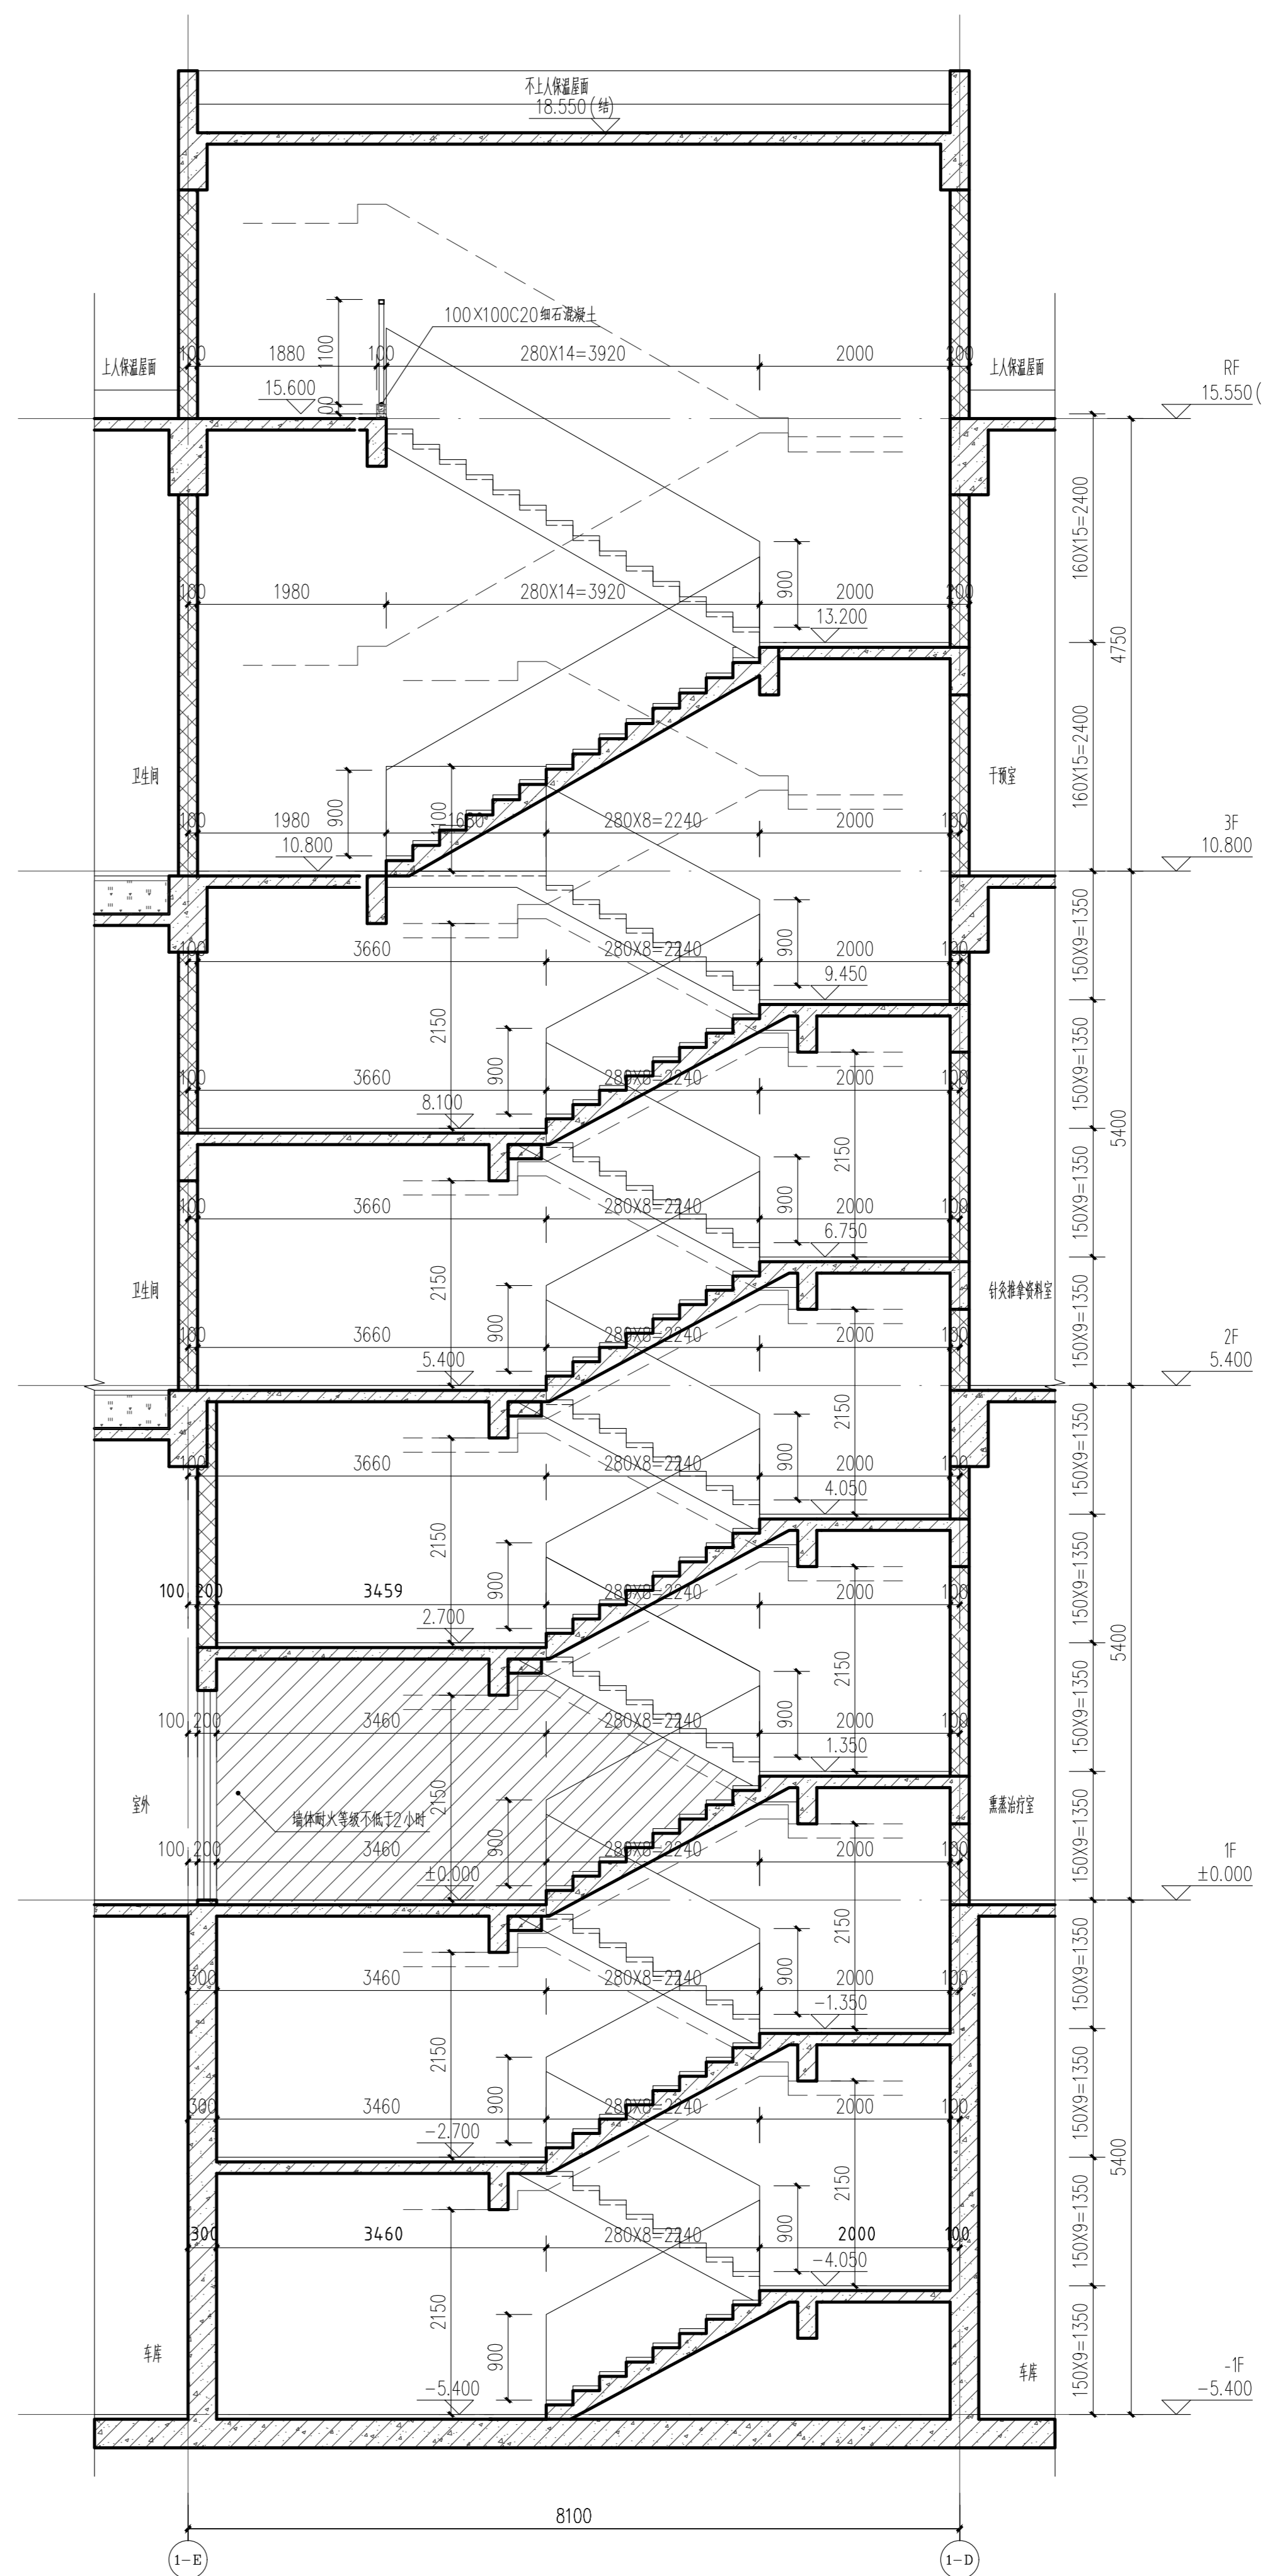 不上人保温屋面
18.550(结)
100X100C20细石混凝土
1100
100 1880 100 280X14=3920 2000 200
上人保温屋面
上人保温屋面
RF
15.550(
15.600
160X15=2400
100 1980 280X14=3920 2000 200
900
13.200
4750
160X15=2400
卫生间
干预室
900
1100
100 1980 1680 280X8=2240 2000 100
10.800
3F
10.800
100 3660 280X8=2240 2000 100
900
9.450
150X9=1350
2150
900
100 3660 280X8=2240 2000 100
8.100
150X9=1350
5400
2150
100 3660 280X8=2240 2000 100
900
6.750
150X9=1350
卫生间
针灸推拿资料室
2150
900
100 3660 280X8=2240 2000 100
5.400
150X9=1350
2F
5.400
2150
100 3660 280X8=2240 2000 100
900
4.050
150X9=1350
2150
900
100 200 3459 280X8=2240 2000 100
2.700
150X9=1350
5400
2150
100 200 3460 280X8=2240 2000 100
900
1.350
150X9=1350
室外
墙体耐火等级不低于2小时
熏蒸治疗室
2150
900
100 200 3460 280X8=2240 2000 100
±0.000
150X9=1350
1F
±0.000
2150
300 3460 280X8=2240 2000 100
900
-1.350
150X9=1350
2150
900
300 3460 280X8=2240 2000 100
-2.700
150X9=1350
5400
2150
300 3460 280X8=2240 2000 100
900
-4.050
150X9=1350
车库
车库
2150
900
-5.400
150X9=1350
-1F
-5.400
8100
1-E
1-D